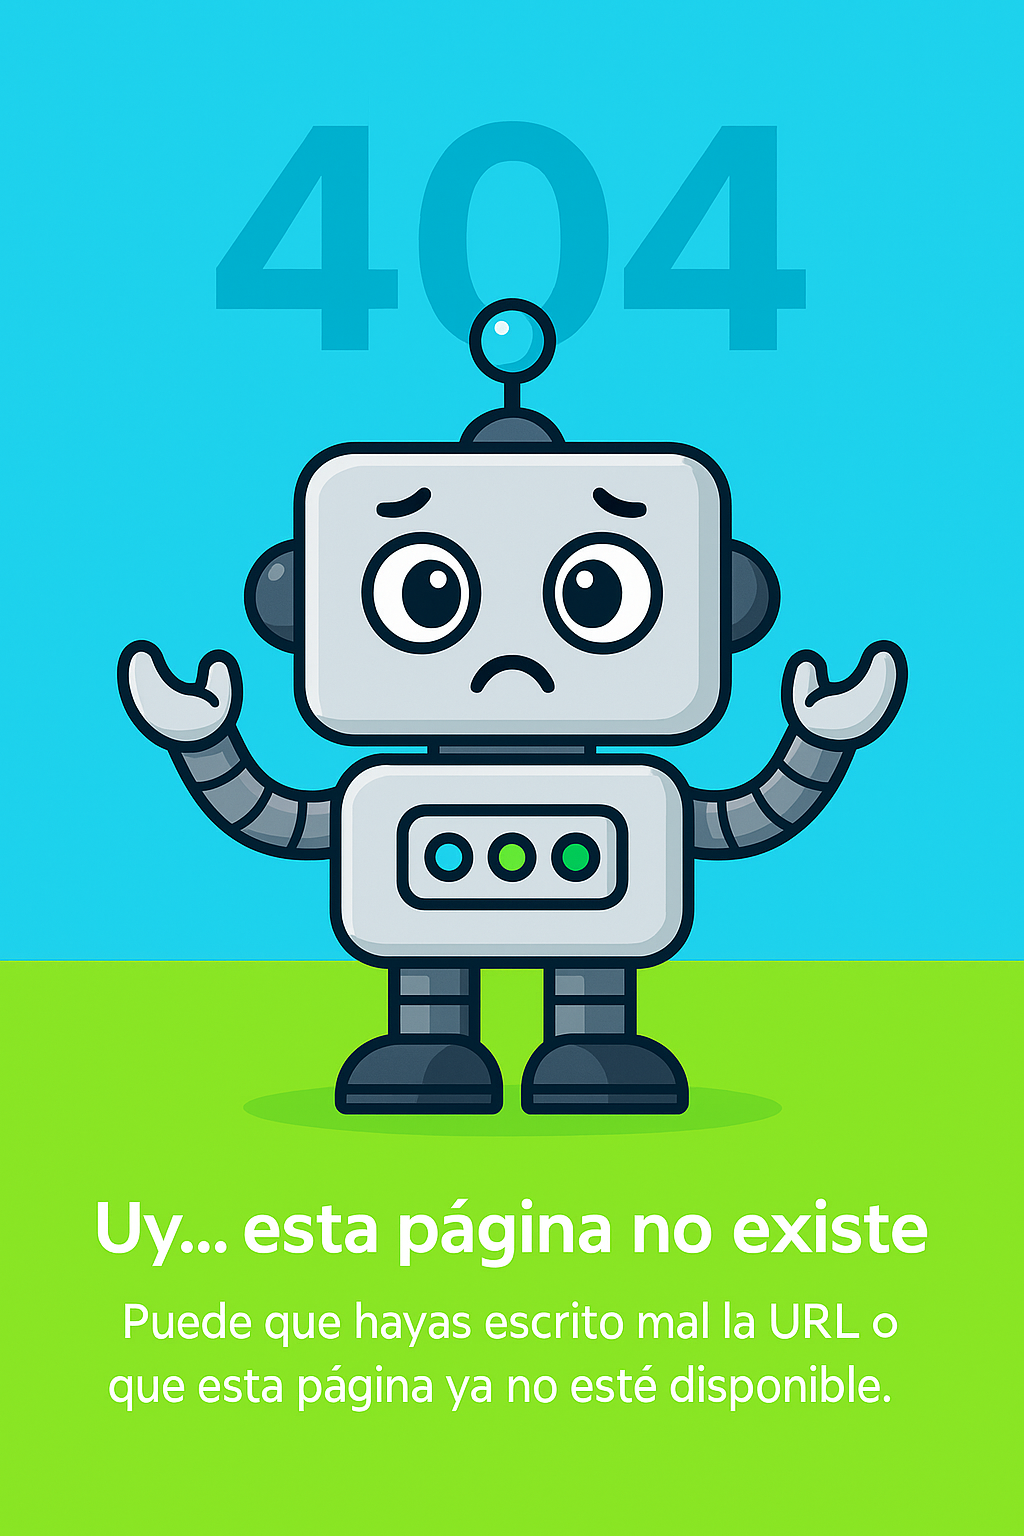 404
Uy... esta página no existe
Puede que hayas escrito mal la URL o
que esta página ya no esté disponible.